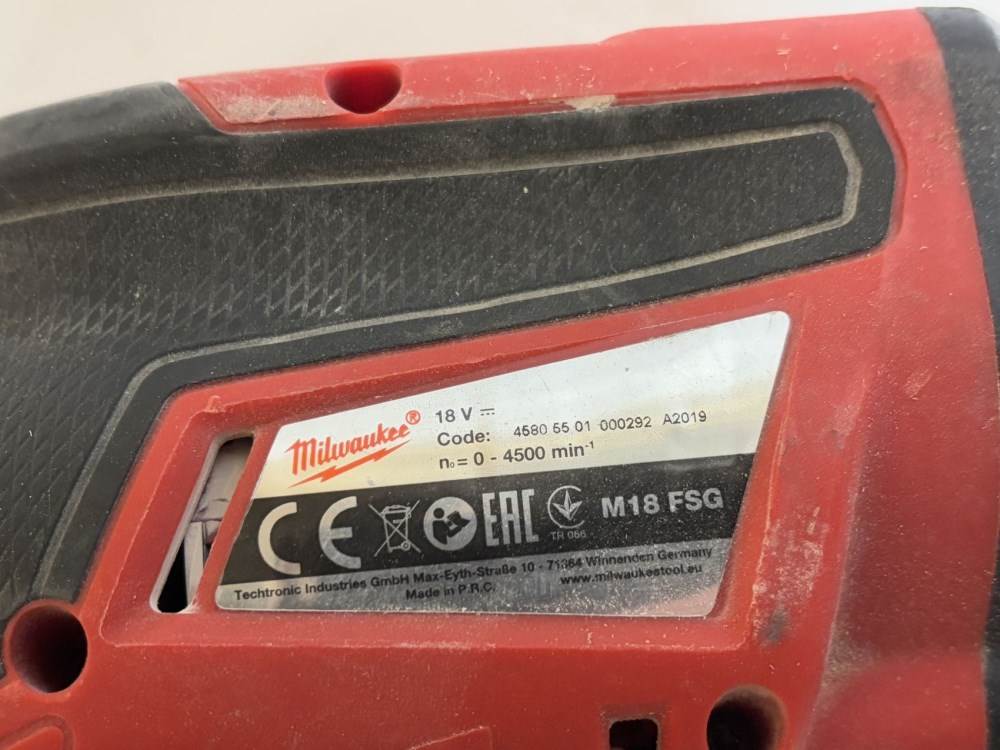 Milwaukee®
18 V
Code: 4580 55 01 000292 A2019
n₀ = 0 - 4500 min⁻¹
CE EAC TR 066 M18 FSG
Techtronic Industries GmbH Max-Eyth-Straße 10 - 71364 Winnenden Germany
Made in P.R.C. www.milwaukeetool.eu